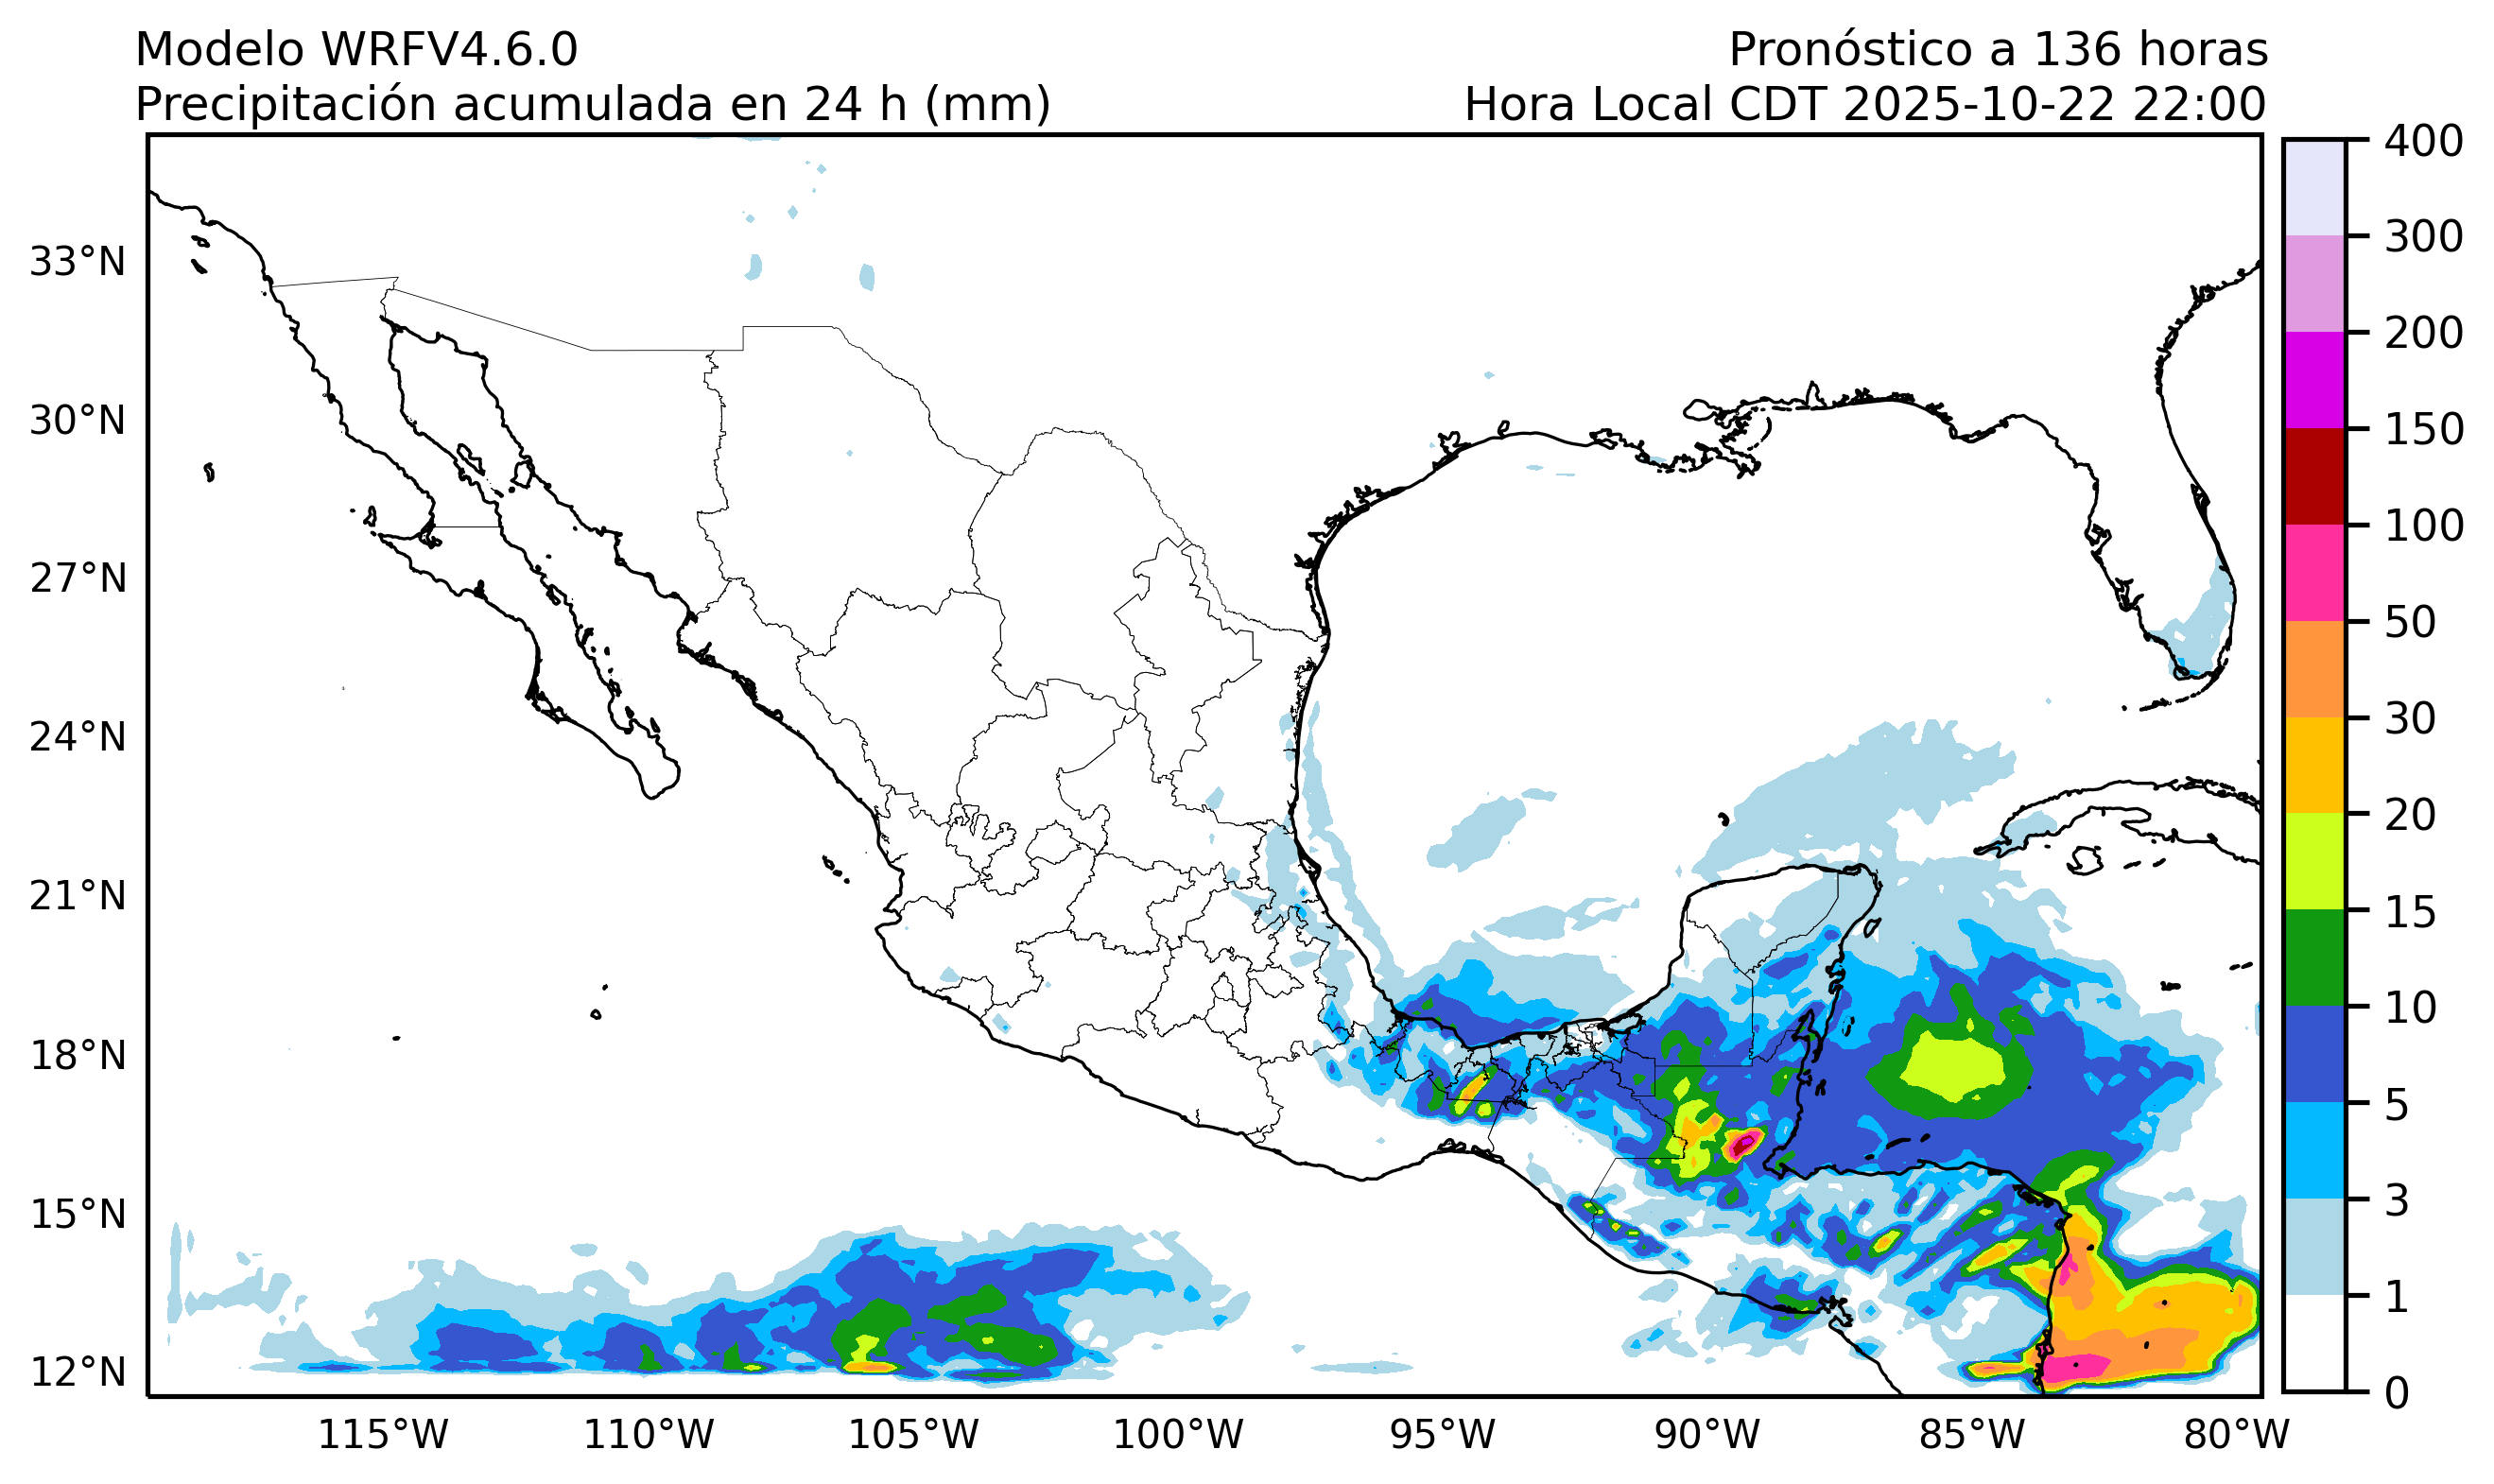 Modelo WRFV4.6.0
Pronóstico a 136 horas
Precipitación acumulada en 24 h (mm)
Hora Local CDT 2025-10-22 22:00
33°N
30°N
27°N
24°N
21°N
18°N
15°N
12°N
115°W
110°W
105°W
100°W
95°W
90°W
85°W
80°W
400
300
200
150
100
50
30
20
15
10
5
3
1
0